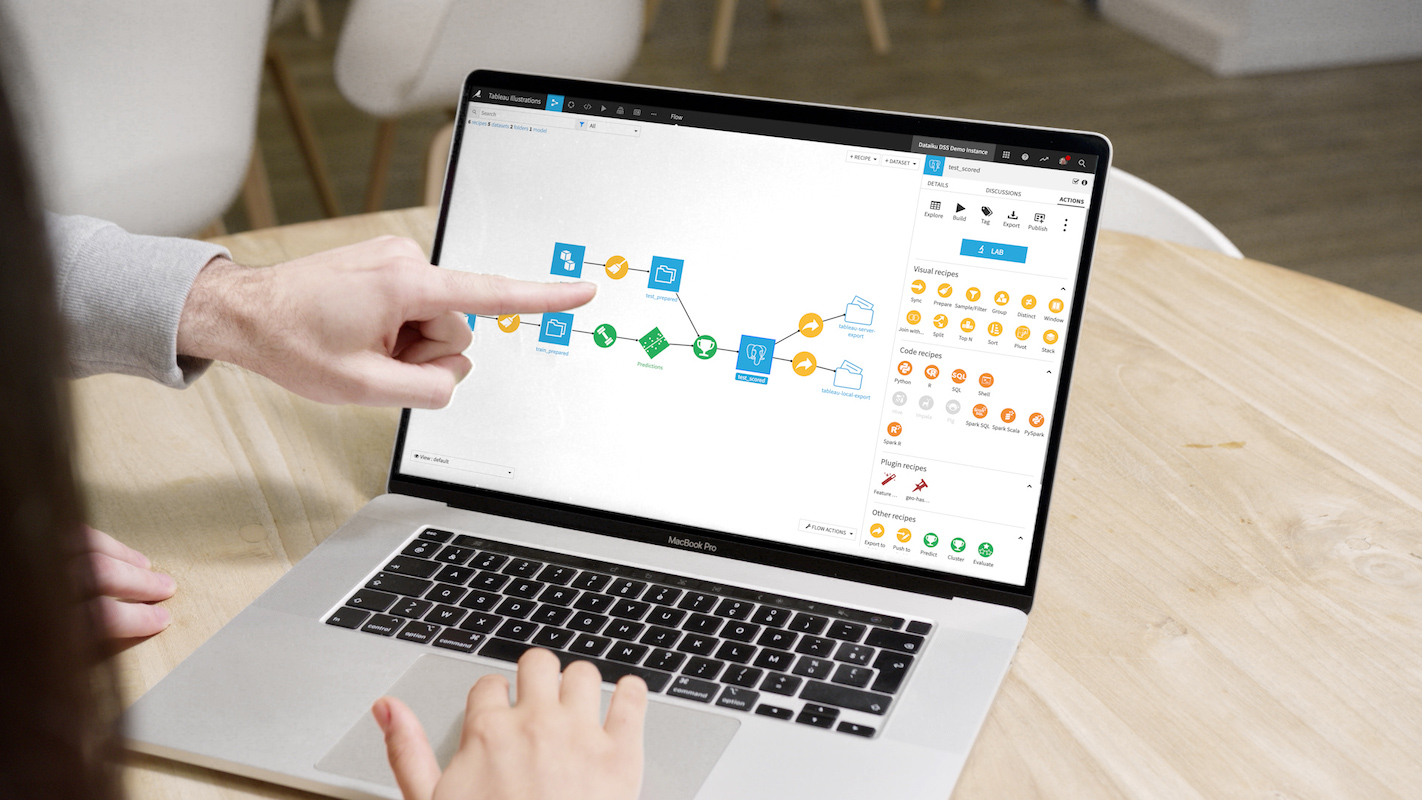 Tableau Illustrations
Flow
Dataiku DSS Demo Instance
Search
All
6 recipes 5 datasets 2 folders 1 model
+ RECIPE
+ DATASET
test_scored
DETAILS
DISCUSSIONS
ACTIONS
Explore
Build
Tag
Export
Publish
LAB
Visual recipes
Sync
Prepare
Sample/Filter
Group
Distinct
Window
Join with...
Split
Top N
Sort
Pivot
Stack
Code recipes
Python
R
SQL
Shell
Hive
Impala
Pig
Spark SQL
Spark Scala
PySpark
Spark R
Plugin recipes
Feature ...
geo-has...
Other recipes
Export to
Push to
Predict
Cluster
Evaluate
test_prepared
train_prepared
Predictions
test_scored
tableau-server-
export
tableau-local-export
View : default
FLOW ACTIONS
MacBook Pro
esc
A Z E R T Y U I O P
Q S D F G H J K L M
W X C V B N
fn
control
option
command
command
option